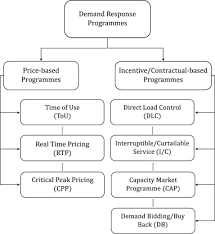 Demand Response
Programmes
Price-based
Programmes
Incentive/Contractual-based
Programmes
Time of Use
(ToU)
Real Time Pricing
(RTP)
Critical Peak Pricing
(CPP)
Direct Load Control
(DLC)
Interruptible/Curtailable
Service (I/C)
Capacity Market
Programme (CAP)
Demand Bidding/Buy
Back (DB)